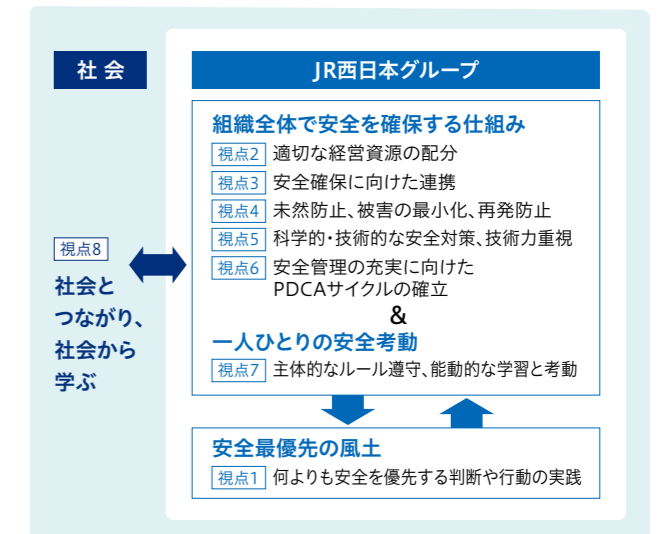 社会
JR西日本グループ
組織全体で安全を確保する仕組み
視点2 適切な経営資源の配分
視点3 安全確保に向けた連携
視点4 未然防止、被害の最小化、再発防止
視点5 科学的・技術的な安全対策、技術力重視
視点6 安全管理の充実に向けた
PDCAサイクルの確立
&
一人ひとりの安全考動
視点7 主体的なルール遵守、能動的な学習と考動
視点8
社会と
つながり、
社会から
学ぶ
安全最優先の風土
視点1 何よりも安全を優先する判断や行動の実践